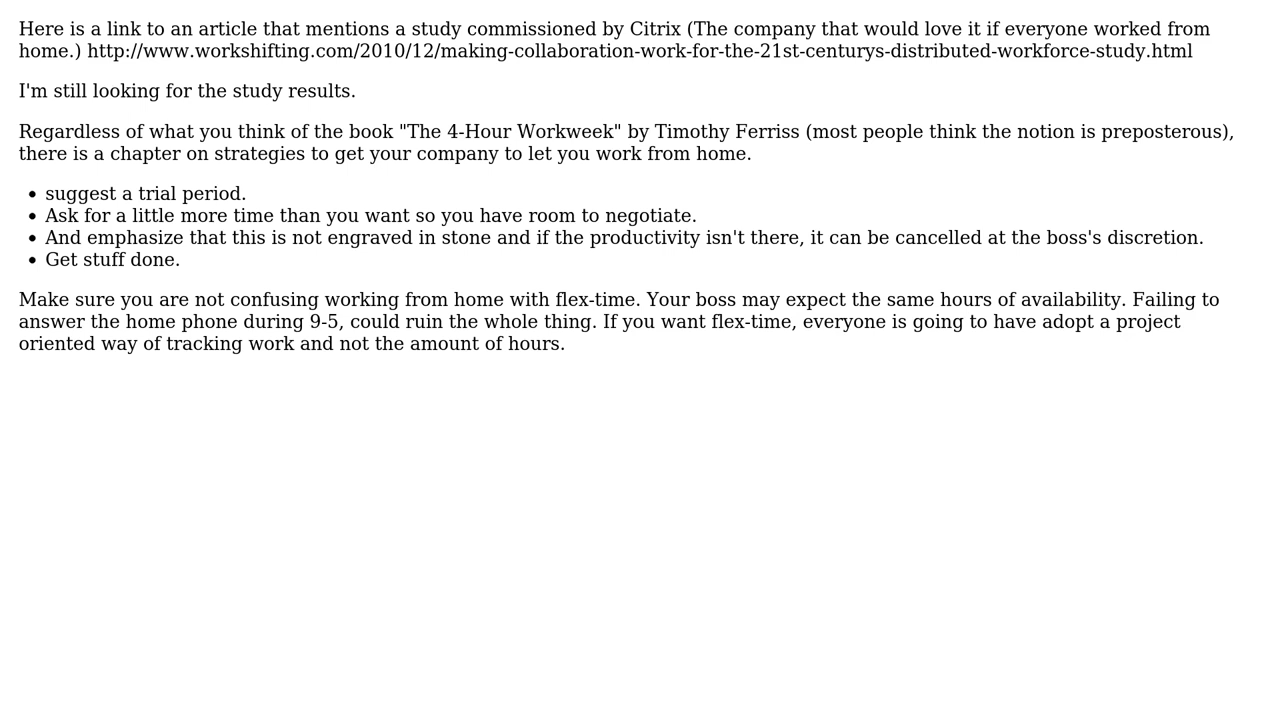 Here is a link to an article that mentions a study commissioned by Citrix (The company that would love it if everyone worked from
home.) http://www.workshifting.com/2010/12/making-collaboration-work-for-the-21st-centurys-distributed-workforce-study.html
I'm still looking for the study results.
Regardless of what you think of the book "The 4-Hour Workweek" by Timothy Ferriss (most people think the notion is preposterous),
there is a chapter on strategies to get your company to let you work from home.
• suggest a trial period.
• Ask for a little more time than you want so you have room to negotiate.
• And emphasize that this is not engraved in stone and if the productivity isn't there, it can be cancelled at the boss's discretion.
• Get stuff done.
Make sure you are not confusing working from home with flex-time. Your boss may expect the same hours of availability. Failing to
answer the home phone during 9-5, could ruin the whole thing. If you want flex-time, everyone is going to have adopt a project
oriented way of tracking work and not the amount of hours.